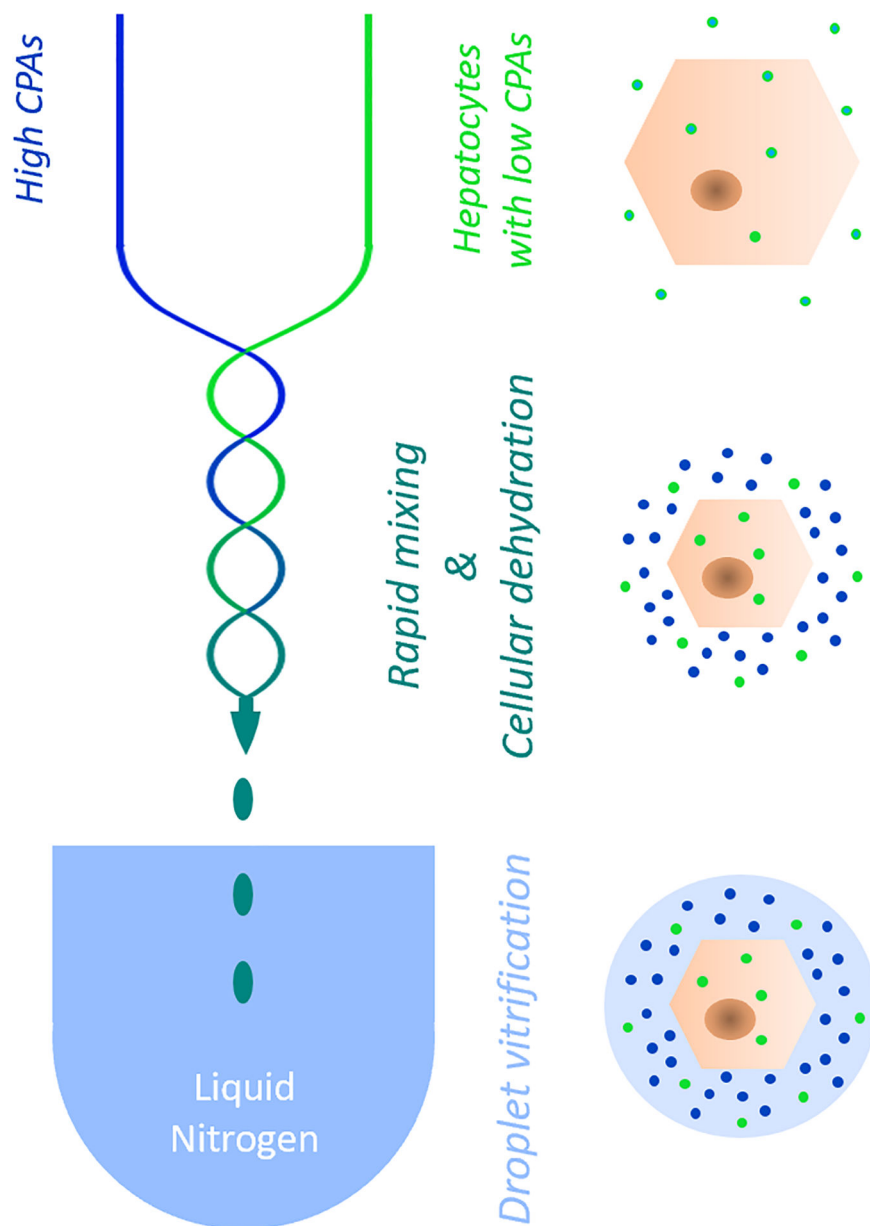 High CPAs
Hepatocytes
with low CPAs
Rapid mixing
&
Cellular dehydration
Droplet vitrification
Liquid
Nitrogen